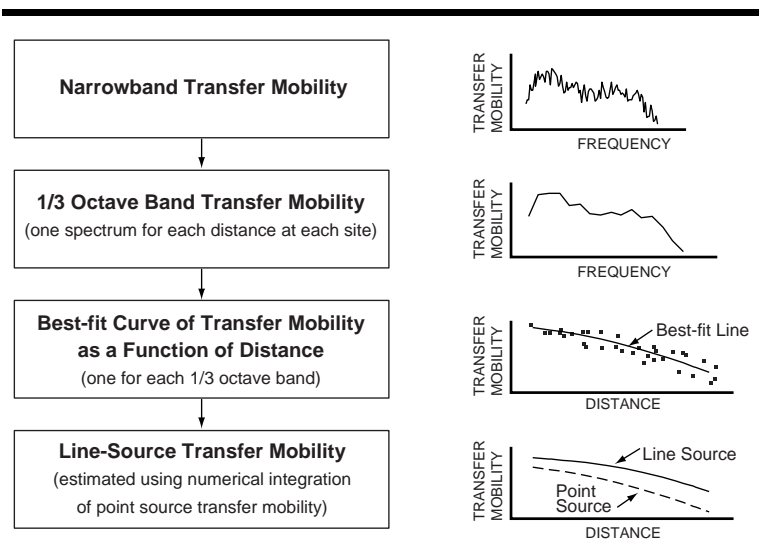 Narrowband Transfer Mobility
TRANSFER
MOBILITY
FREQUENCY
1/3 Octave Band Transfer Mobility
(one spectrum for each distance at each site)
TRANSFER
MOBILITY
FREQUENCY
Best-fit Curve of Transfer Mobility
as a Function of Distance
(one for each 1/3 octave band)
TRANSFER
MOBILITY
Best-fit Line
DISTANCE
Line-Source Transfer Mobility
(estimated using numerical integration
of point source transfer mobility)
TRANSFER
MOBILITY
Line Source
Point
Source
DISTANCE